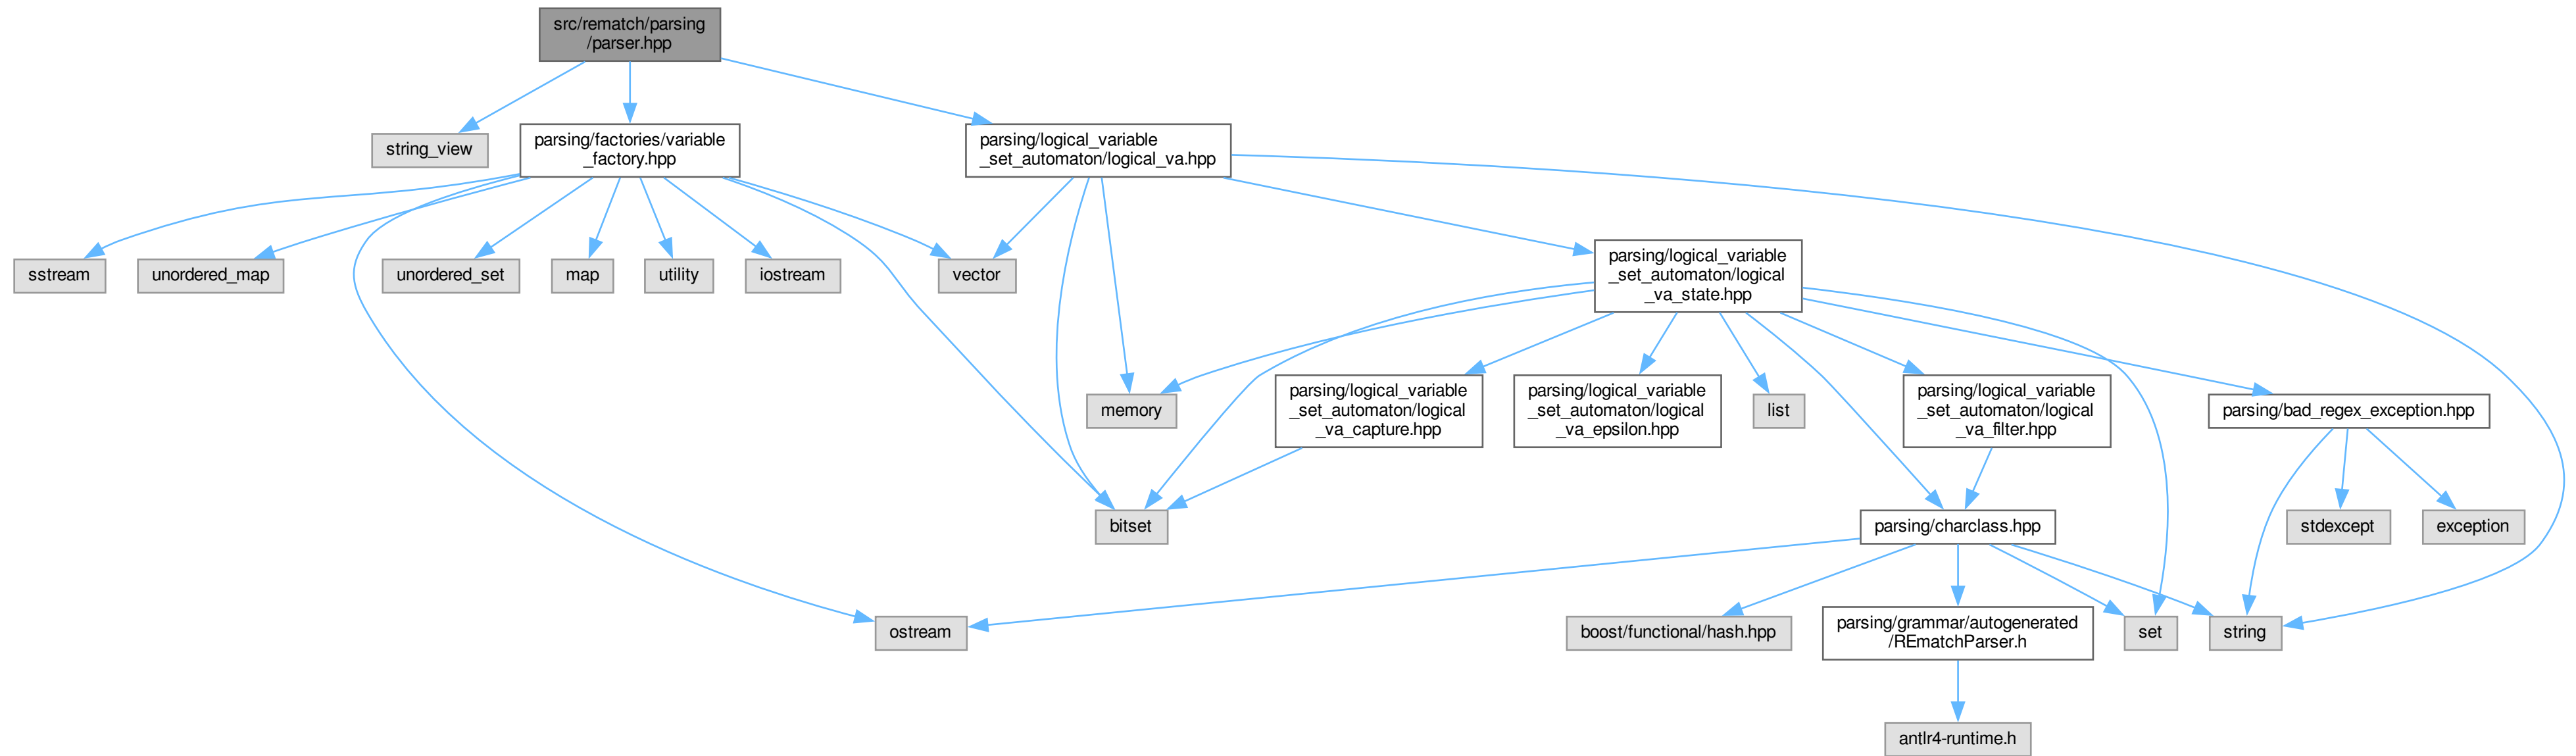 src/rematch/parsing
/parser.hpp
string_view
parsing/factories/variable
_factory.hpp
parsing/logical_variable
_set_automaton/logical_va.hpp
sstream
unordered_map
unordered_set
map
utility
iostream
vector
parsing/logical_variable
_set_automaton/logical
_va_state.hpp
memory
parsing/logical_variable
_set_automaton/logical
_va_capture.hpp
parsing/logical_variable
_set_automaton/logical
_va_epsilon.hpp
list
parsing/logical_variable
_set_automaton/logical
_va_filter.hpp
parsing/bad_regex_exception.hpp
bitset
parsing/charclass.hpp
stdexcept
exception
ostream
boost/functional/hash.hpp
parsing/grammar/autogenerated
/REmatchParser.h
set
string
antlr4-runtime.h